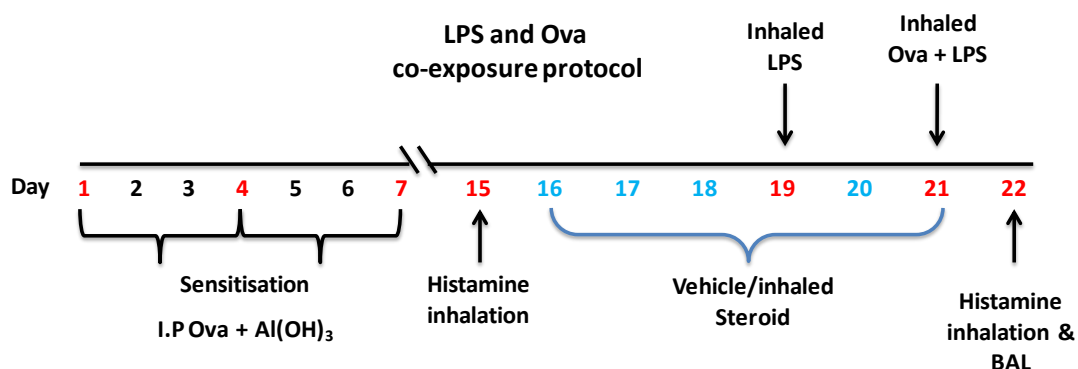 LPS and Ova
co-exposure protocol
Inhaled
LPS
Inhaled
Ova + LPS
Day 1 2 3 4 5 6 7 15 16 17 18 19 20 21 22
Sensitisation
I.P Ova + Al(OH)₃
Histamine
inhalation
Vehicle/inhaled
Steroid
Histamine
inhalation &
BAL